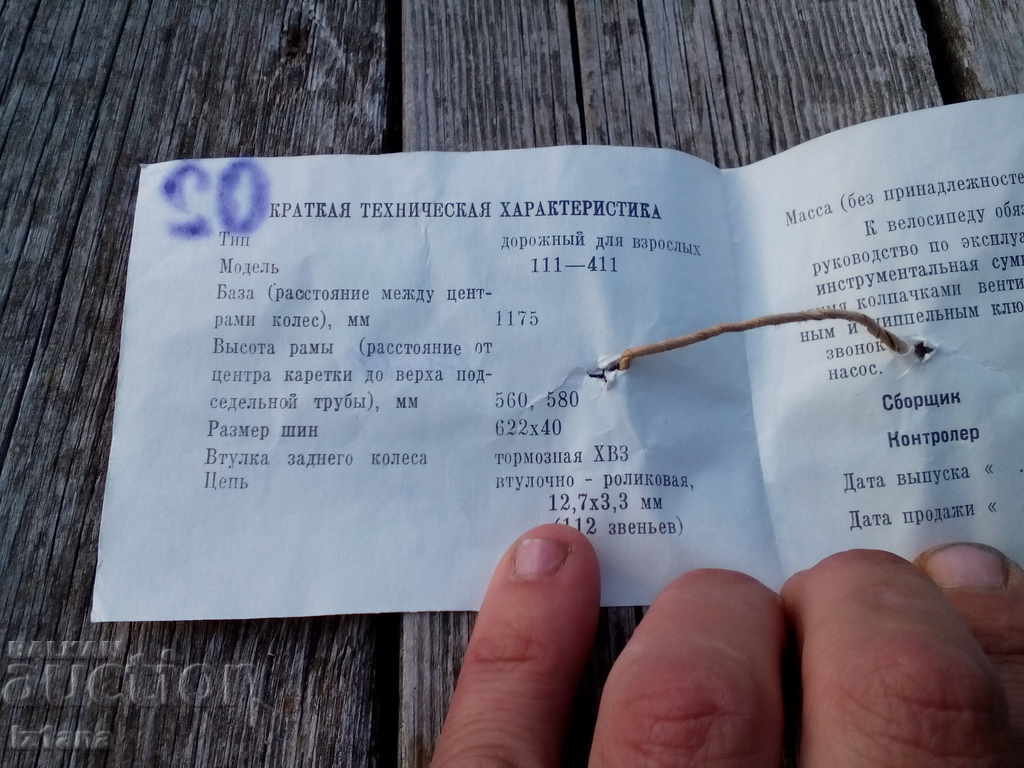 02
КРАТКАЯ ТЕХНИЧЕСКАЯ ХАРАКТЕРИСТИКА
Тип дорожный для взрослых
Модель 111—411
База (расстояние между цент-
рами колес), мм 1175
Высота рамы (расстояние от
центра каретки до верха под-
седельной трубы), мм 560, 580
Размер шин 622х40
Втулка заднего колеса тормозная ХВЗ
Цепь втулочно - роликовая,
12,7х3,3 мм
(112 звеньев)
Масса (без принадлежносте
К велосипеду обяз
руководство по эксплуа
инструментальная сум
колпачками венти
ным и ниппельным клю
звонок
насос.
Сборщик
Контролер
Дата выпуска «
Дата продажи «
БАЛКАН
auction
iztana